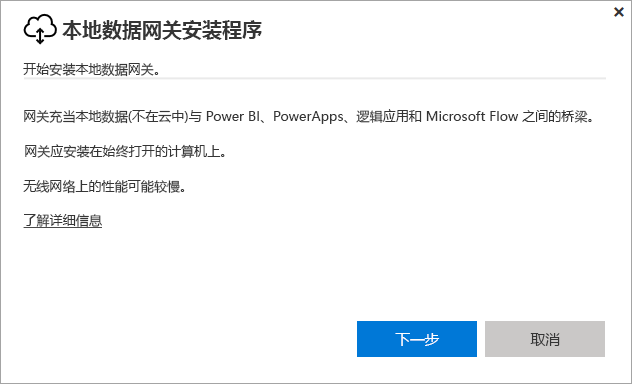 本地数据网关安装程序
开始安装本地数据网关。
网关充当本地数据(不在云中)与 Power BI、PowerApps、逻辑应用和 Microsoft Flow 之间的桥梁。
网关应安装在始终打开的计算机上。
无线网络上的性能可能较慢。
了解详细信息
下一步
取消